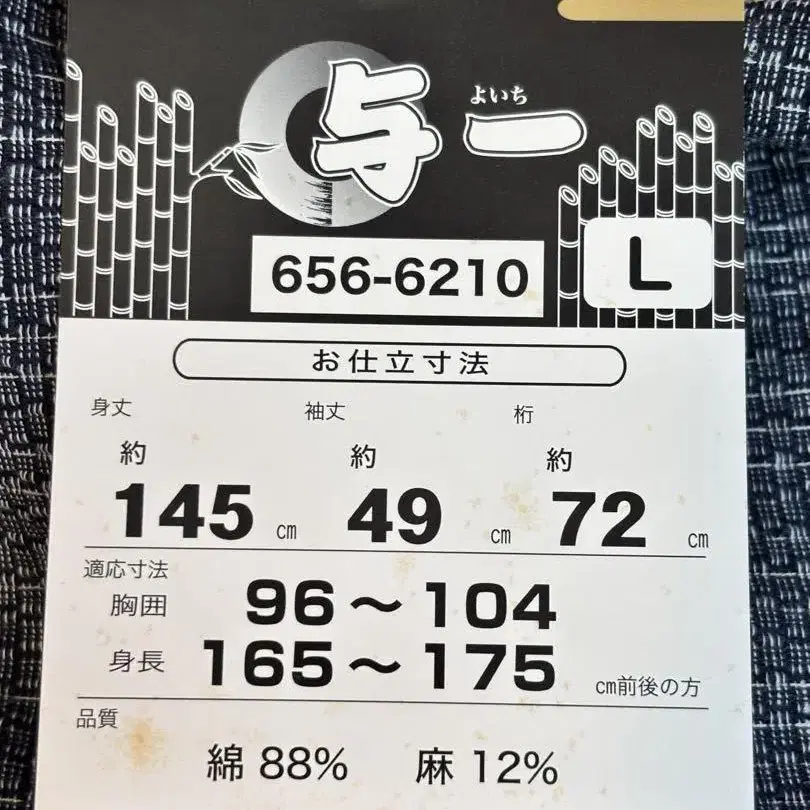 よいち
与一
656-6210 L
お仕立寸法
身丈 袖丈 裄
約 約 約
145 cm 49 cm 72 cm
適応寸法
胸囲 96～104
身長 165～175 cm前後の方
品質
綿 88% 麻 12%